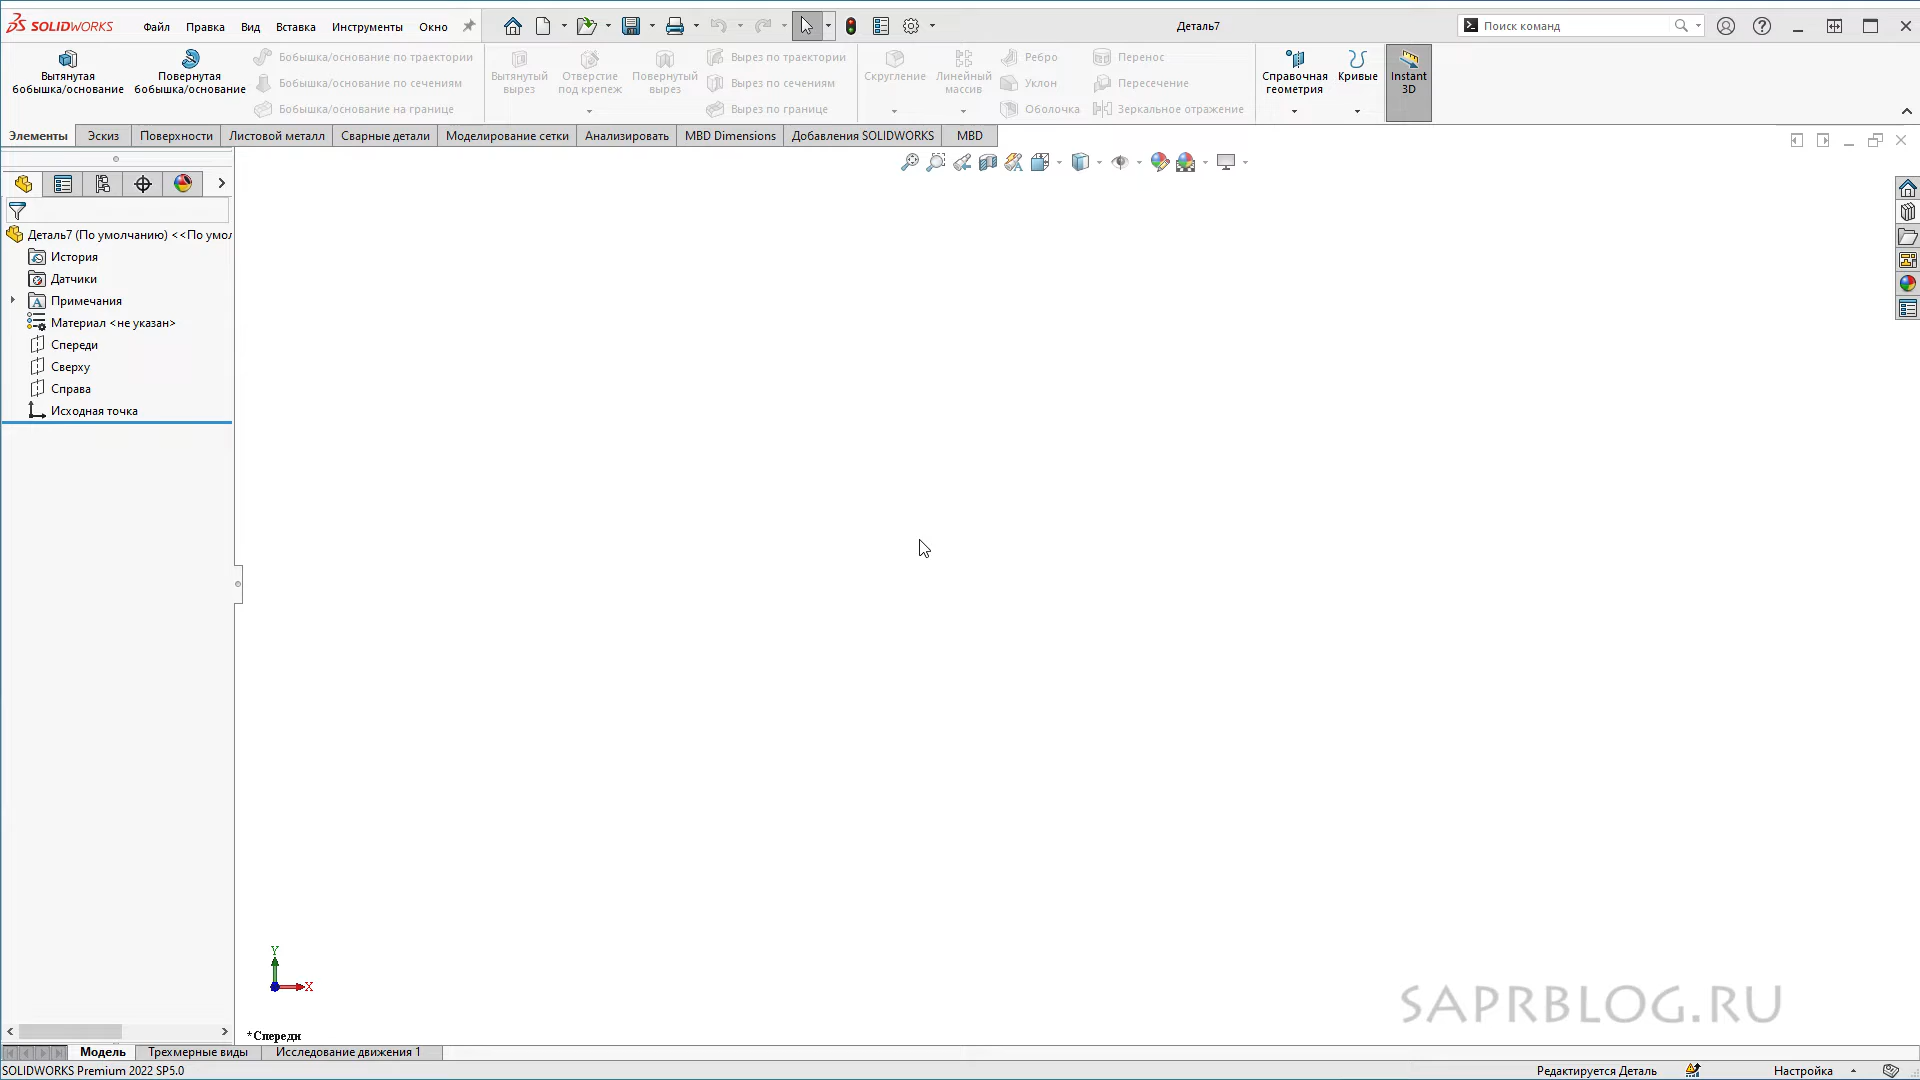 SOLIDWORKS Файл Правка Вид Вставка Инструменты Окно Деталь7 Поиск команд
Вытянутая бобышка/основание
Повернутая бобышка/основание
Бобышка/основание по траектории
Бобышка/основание по сечениям
Бобышка/основание на границе
Вытянутый вырез
Отверстие под крепеж
Повернутый вырез
Вырез по траектории
Вырез по сечениям
Вырез по границе
Скругление
Линейный массив
Ребро
Уклон
Оболочка
Перенос
Пересечение
Зеркальное отражение
Справочная геометрия
Кривые
Instant 3D
Элементы Эскиз Поверхности Листовой металл Сварные детали Моделирование сетки Анализировать MBD Dimensions Добавления SOLIDWORKS MBD
Деталь7 (По умолчанию) <<По умол
История
Датчики
Примечания
Материал <не указан>
Спереди
Сверху
Справа
Исходная точка
Y
X
SAPRBLOG.RU
*Спереди
Модель Трехмерные виды Исследование движения 1
SOLIDWORKS Premium 2022 SP5.0 Редактируется Деталь Настройка